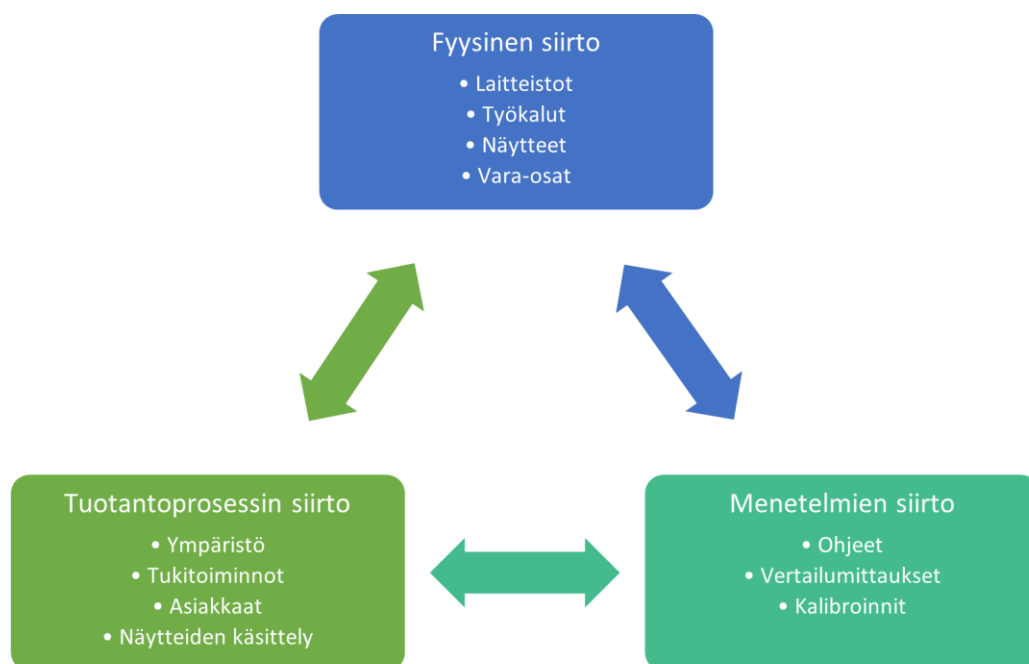 Fyysinen siirto
• Laitteistot
• Työkalut
• Näytteet
• Vara-osat
Tuotantoprosessin siirto
• Ympäristö
• Tukitoiminnot
• Asiakkaat
• Näytteiden käsittely
Menetelmien siirto
• Ohjeet
• Vertailumittaukset
• Kalibroinnit